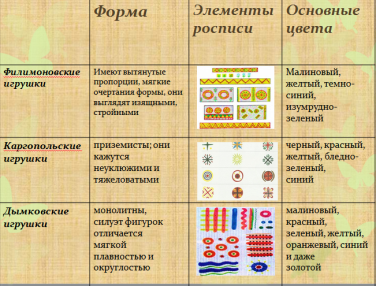 Форма
Элементы росписи
Основные цвета
Филимоновские игрушки
Имеют вытянутые
пропорции, мягкие
очертания формы, они
выглядят изящными,
стройными
Малиновый,
желтый, темно-
синий,
изумрудно-
зеленый
Каргопольские игрушки
приземисты; они
кажутся
неуклюжими и
тяжеловатыми
черный, красный,
желтый, бледно-
зеленый,
синий
Дымковские игрушки
монолитны,
силуэт фигурок
отличается
мягкой
плавностью и
округлостью
малиновый,
красный,
зеленый, желтый,
оранжевый, синий
и даже
золотой